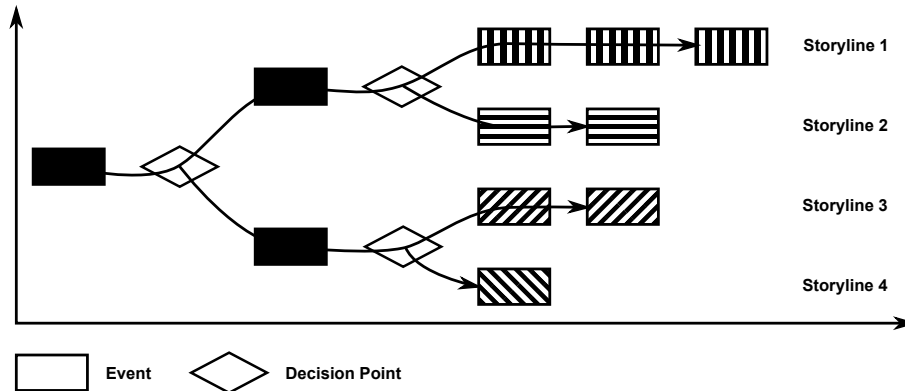 Storyline 1
Storyline 2
Storyline 3
Storyline 4
Event
Decision Point